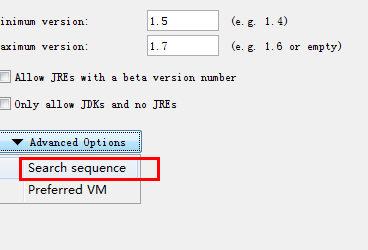 inimum version: 1.5 (e.g. 1.4)
aximum version: 1.7 (e.g. 1.6 or empty)
Allow JREs with a beta version number
Only allow JDKs and no JREs
Advanced Options
Search sequence
Preferred VM